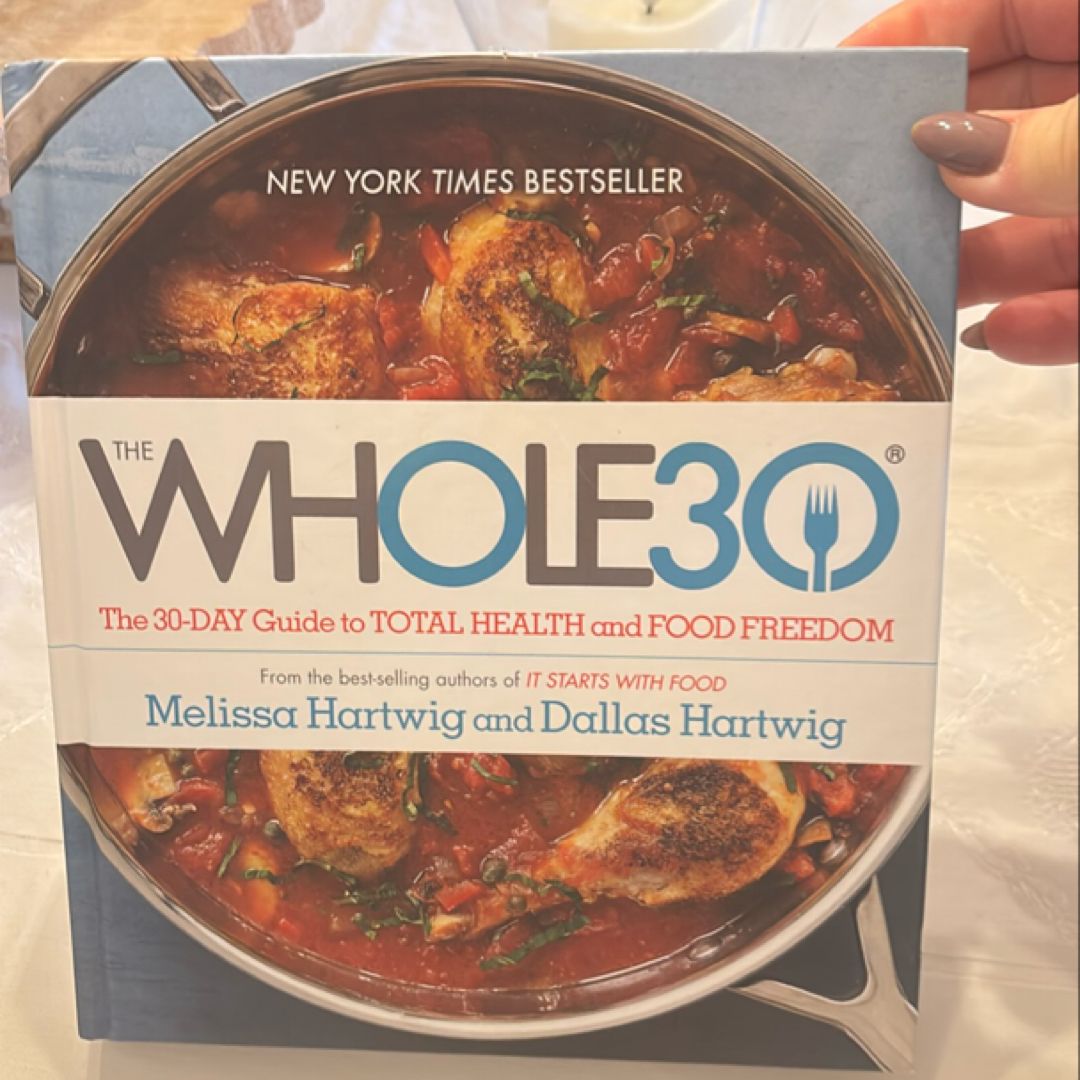 NEW YORK TIMES BESTSELLER
THE
WHOLE30®
The 30-DAY Guide to TOTAL HEALTH and FOOD FREEDOM
From the best-selling authors of IT STARTS WITH FOOD
Melissa Hartwig and Dallas Hartwig